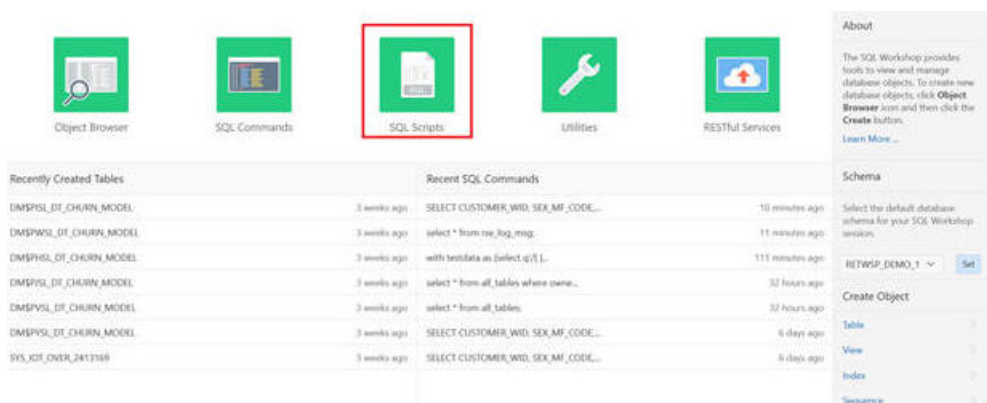 Object Browser
SQL Commands
SQL Scripts
Utilities
RESTful Services
Recently Created Tables
DM$PISL_DT_CHURN_MODEL 3 weeks ago
DM$PWSL_DT_CHURN_MODEL 3 weeks ago
DM$PHSL_DT_CHURN_MODEL 3 weeks ago
3 weeks ago
DM$PVSL_DT_CHURN_MODEL 3 weeks ago
DM$PYSL_DT_CHURN_MODEL 3 weeks ago
SYS_IOT_OVER_2413169 3 weeks ago
Recent SQL Commands
SELECT CUSTOMER_WID, SEX_MF_CODE,... 10 minutes ago
select * from rse_log_msg; 11 minutes ago
with testdata as (select 111 minutes ago
select * from all_tables where owne... 32 hours ago
select * from all_tables; 32 hours ago
SELECT CUSTOMER_WID, SEX_MF_CODE,... 6 days ago
SELECT CUSTOMER_WID, SEX_MF_CODE,... 6 days ago
About
The SQL Workshop provides
tools to view and manage
database objects. To create new
database objects, click Object
Browser icon and then click the
Create button.
Learn More ...
Schema
Select the default database
schema for your SQL Workshop
session.
RETWSP_DEMO_1 Set
Create Object
Table
View
Index
Sequence